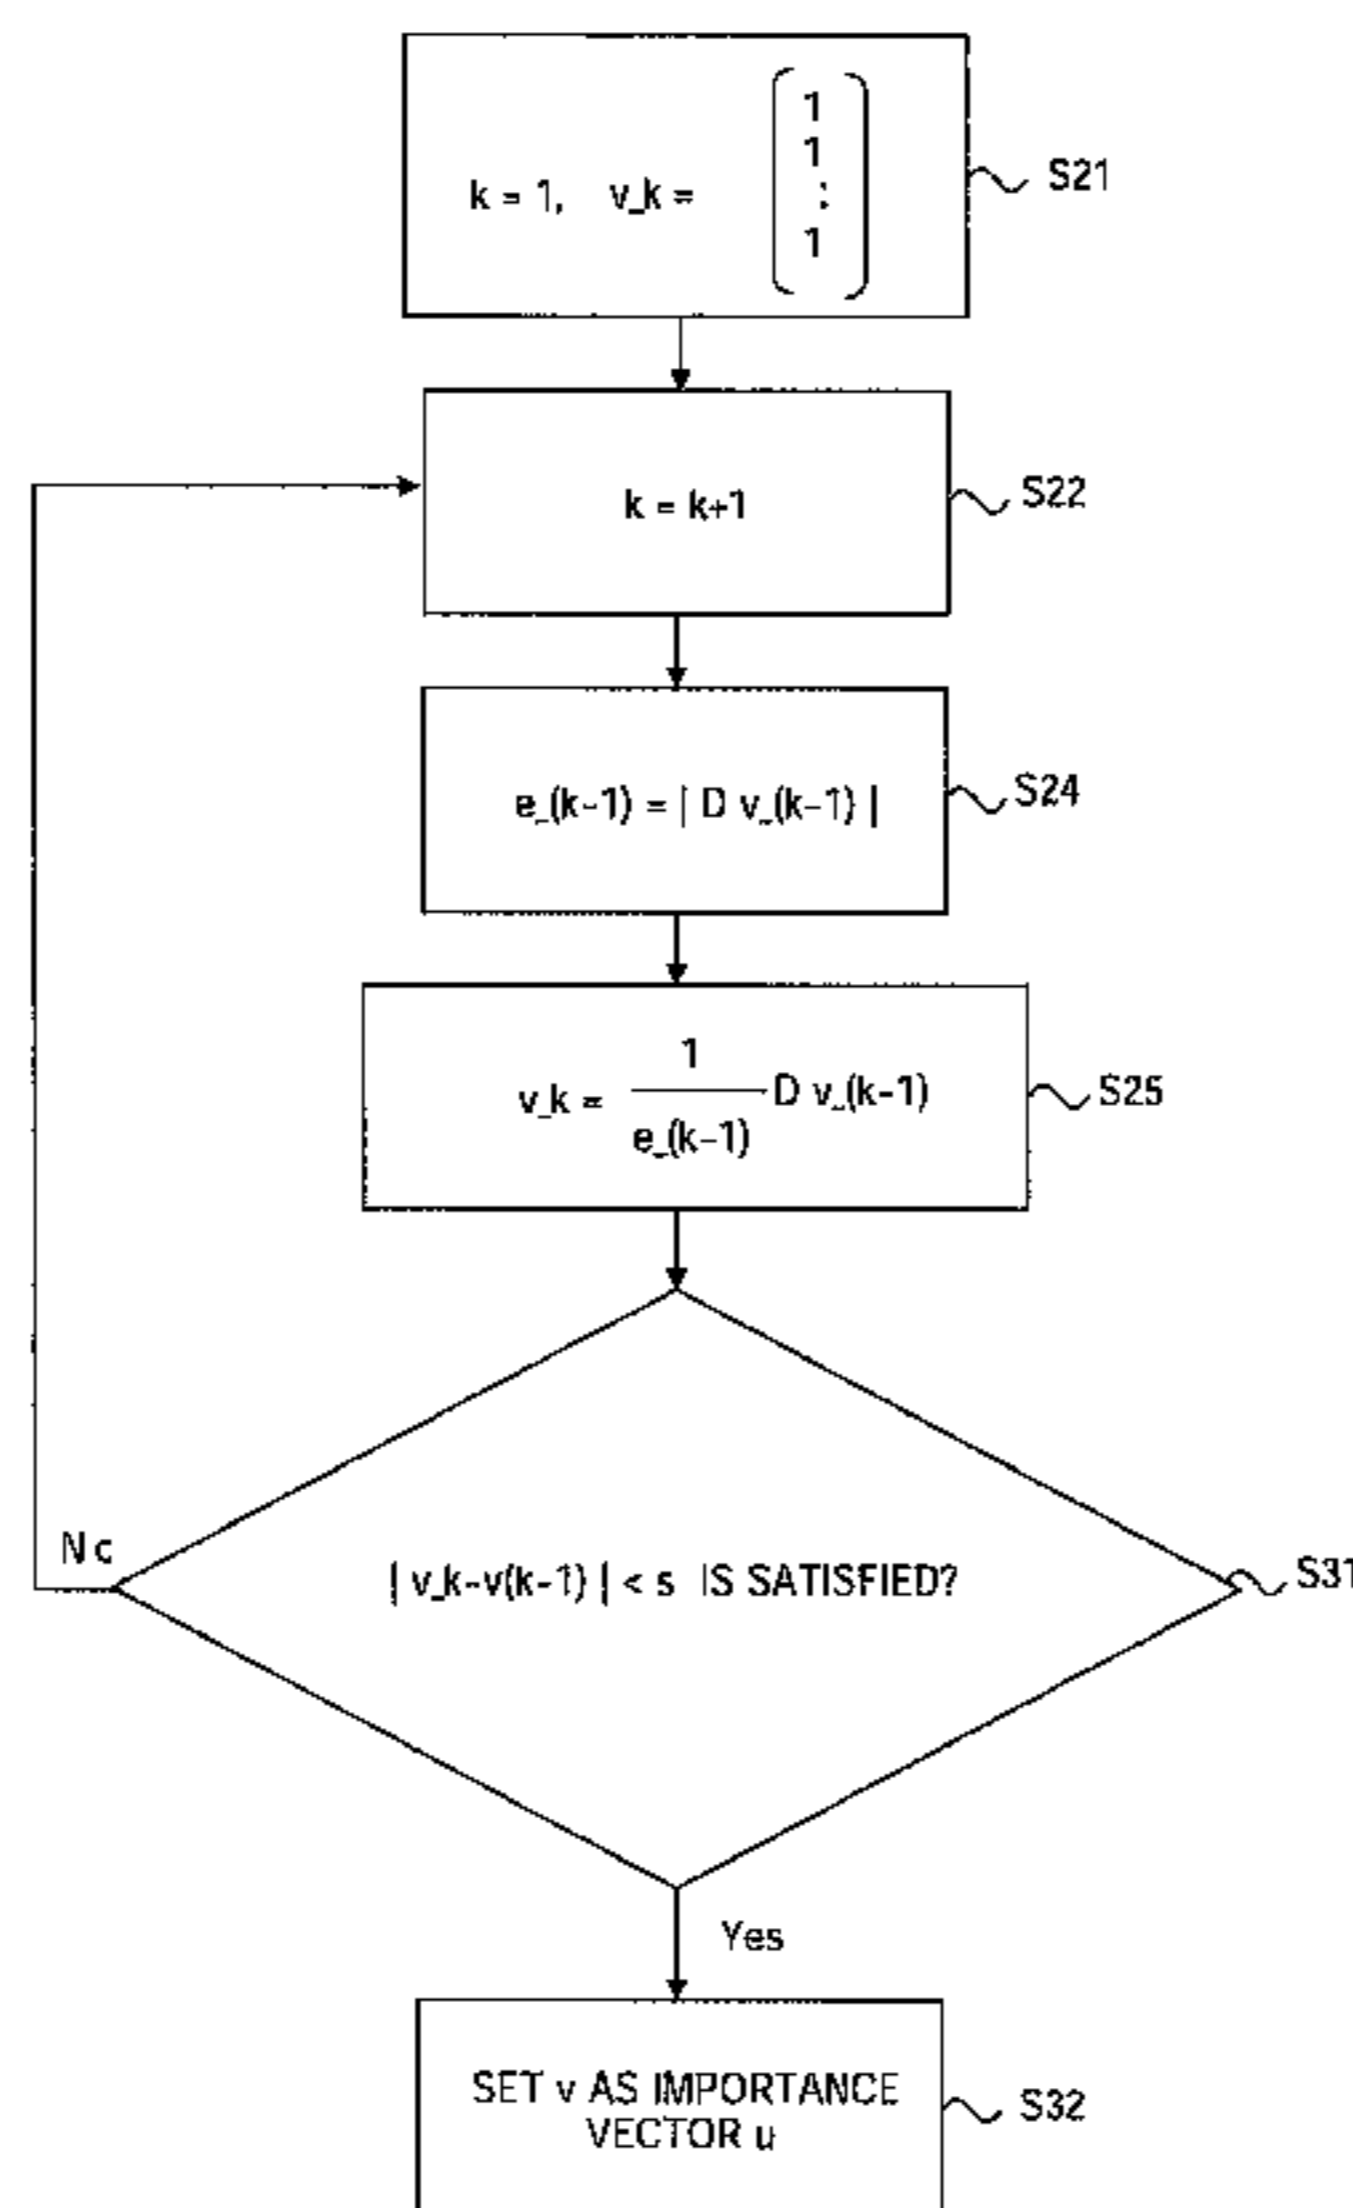 1
1
:
1
k = 1, v_k =
S21
k = k+1
S22
e_(k-1) = | D v_(k-1) |
S24
v_k = 1 / e_(k-1) D v_(k-1)
S25
No
| v_k-v(k-1) | < s IS SATISFIED?
S31
Yes
SET v AS IMPORTANCE
VECTOR u
S32